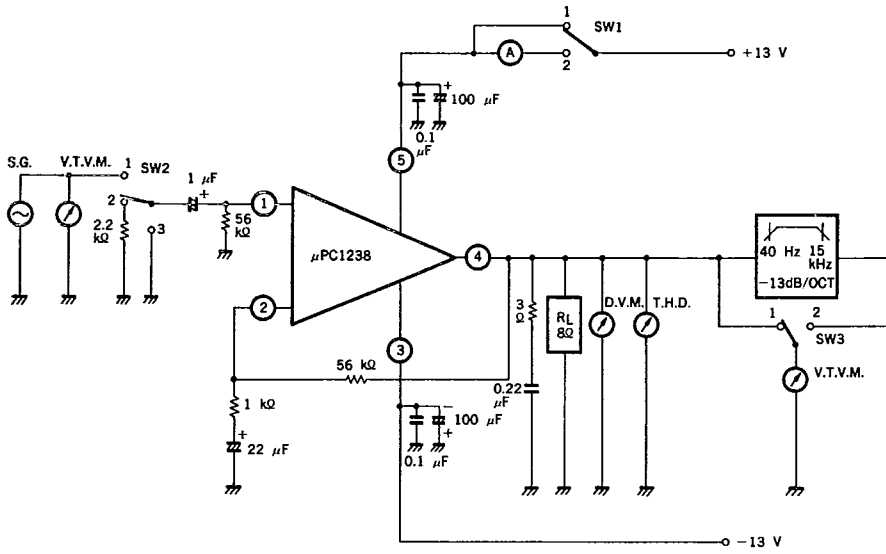 1
SW1
A
2
+13 V
+
100 µF
0.1
µF
5
S.G.
V.T.V.M.
1
SW2
1 µF
+
2
3
2.2
kΩ
56
kΩ
1
µPC1238
4
2
3
40 Hz 15
kHz
−13dB/OCT
3
Ω
RL
8Ω
D.V.M.
T.H.D.
1
2
SW3
V.T.V.M.
56 kΩ
0.22
µF
1 kΩ
+
22 µF
−
100 µF
+
0.1 µF
−13 V